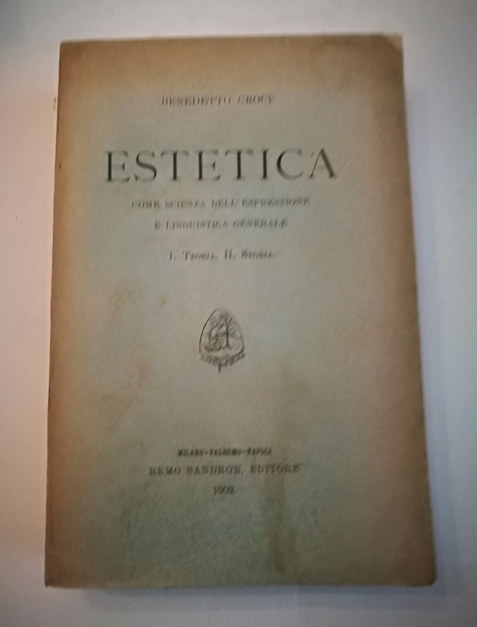 BENEDETTO CROCE
ESTETICA
COME SCIENZA DELL'ESPRESSIONE
E LINGUISTICA GENERALE
I. TEORIA. II. STORIA.
MILANO-PALERMO-NAPOLI
REMO SANDRON, EDITORE
1902